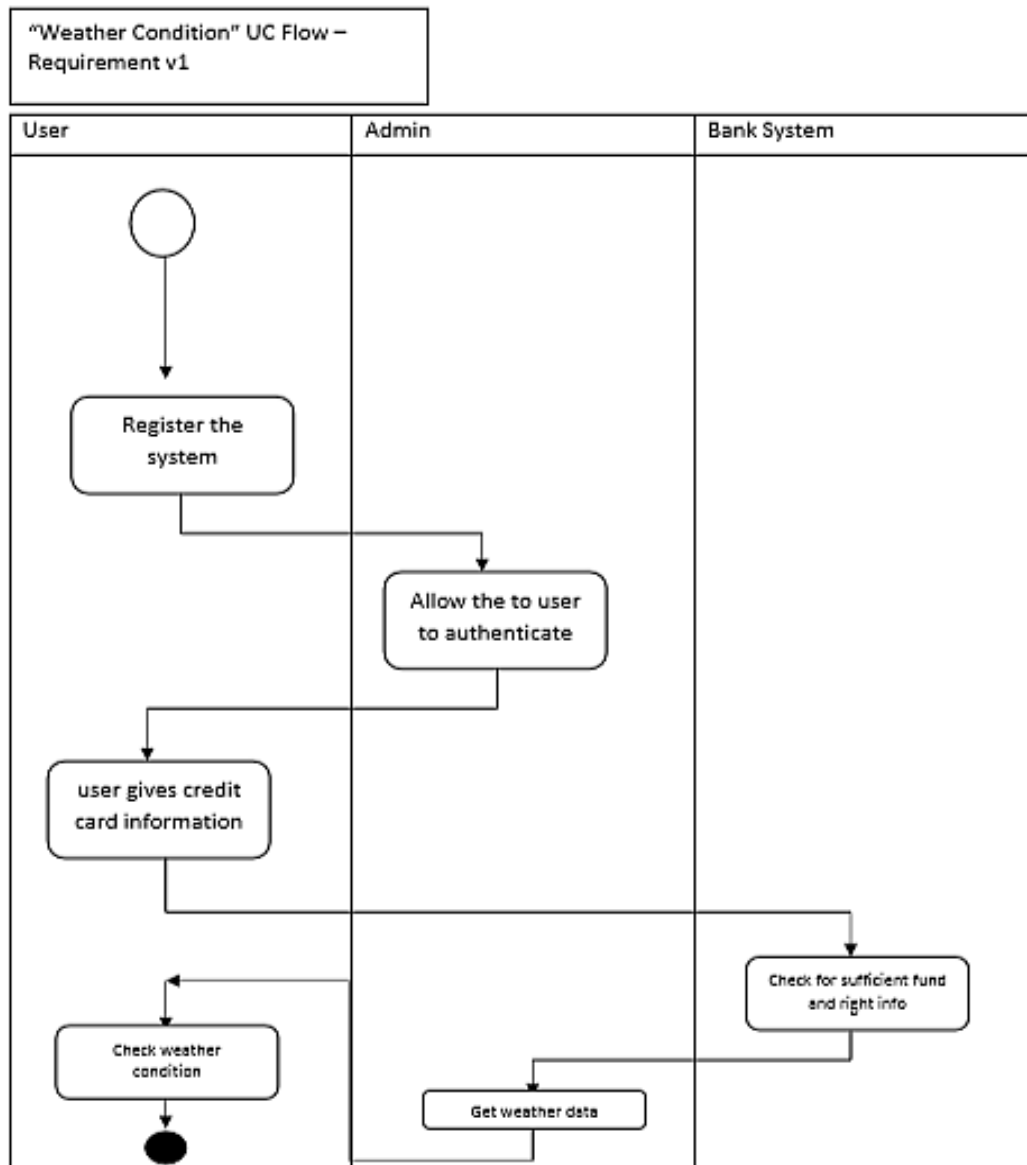 “Weather Condition” UC Flow –
Requirement v1
User
Admin
Bank System
Register the
system
Allow the to user
to authenticate
user gives credit
card information
Check for sufficient fund
and right info
Get weather data
Check weather
condition